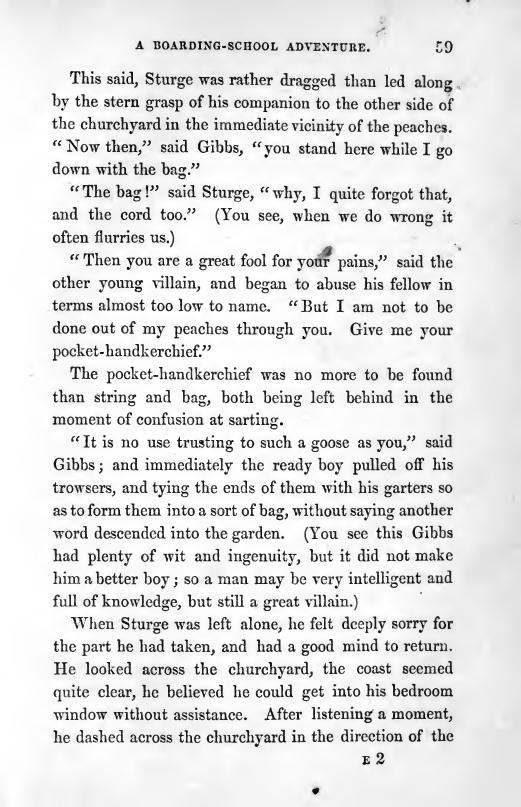 A BOARDING-SCHOOL ADVENTURE. 59
This said, Sturge was rather dragged than led along
by the stern grasp of his companion to the other side of
the churchyard in the immediate vicinity of the peaches.
“Now then,” said Gibbs, “you stand here while I go
down with the bag.”
“The bag!” said Sturge, “why, I quite forgot that,
and the cord too.” (You see, when we do wrong it
often flurries us.)
“Then you are a great fool for your pains,” said the
other young villain, and began to abuse his fellow in
terms almost too low to name. “But I am not to be
done out of my peaches through you. Give me your
pocket-handkerchief.”
The pocket-handkerchief was no more to be found
than string and bag, both being left behind in the
moment of confusion at sarting.
“It is no use trusting to such a goose as you,” said
Gibbs; and immediately the ready boy pulled off his
trowsers, and tying the ends of them with his garters so
as to form them into a sort of bag, without saying another
word descended into the garden. (You see this Gibbs
had plenty of wit and ingenuity, but it did not make
him a better boy; so a man may be very intelligent and
full of knowledge, but still a great villain.)
When Sturge was left alone, he felt deeply sorry for
the part he had taken, and had a good mind to return.
He looked across the churchyard, the coast seemed
quite clear, he believed he could get into his bedroom
window without assistance. After listening a moment,
he dashed across the churchyard in the direction of the
E 2